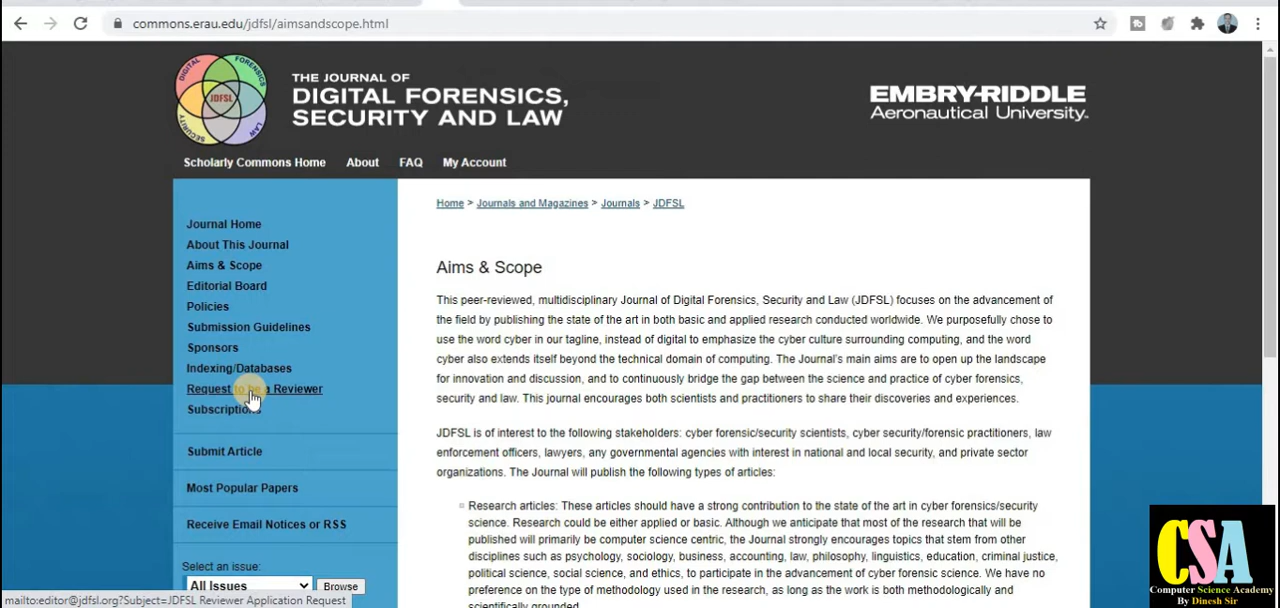 commons.erau.edu/jdfsl/aimsandscope.html
DIGITAL
FORENSICS
JDFSL
SECURITY
LAW
THE JOURNAL OF
DIGITAL FORENSICS,
SECURITY AND LAW
EMBRY-RIDDLE
Aeronautical University.
Scholarly Commons Home
About
FAQ
My Account
Journal Home
About This Journal
Aims & Scope
Editorial Board
Policies
Submission Guidelines
Sponsors
Indexing/Databases
Request to be a Reviewer
Subscriptions
Submit Article
Most Popular Papers
Receive Email Notices or RSS
Select an issue:
All Issues
Browse
Home > Journals and Magazines > Journals > JDFSL
Aims & Scope
This peer-reviewed, multidisciplinary Journal of Digital Forensics, Security and Law (JDFSL) focuses on the advancement of
the field by publishing the state of the art in both basic and applied research conducted worldwide. We purposefully chose to
use the word cyber in our tagline, instead of digital to emphasize the cyber culture surrounding computing, and the word
cyber also extends itself beyond the technical domain of computing. The Journal's main aims are to open up the landscape
for innovation and discussion, and to continuously bridge the gap between the science and practice of cyber forensics,
security and law. This journal encourages both scientists and practitioners to share their discoveries and experiences.
JDFSL is of interest to the following stakeholders: cyber forensic/security scientists, cyber security/forensic practitioners, law
enforcement officers, lawyers, any governmental agencies with interest in national and local security, and private sector
organizations. The Journal will publish the following types of articles:
Research articles: These articles should have a strong contribution to the state of the art in cyber forensics/security
science. Research could be either applied or basic. Although we anticipate that most of the research that will be
published will primarily be computer science centric, the Journal strongly encourages topics that stem from other
disciplines such as psychology, sociology, business, accounting, law, philosophy, linguistics, education, criminal justice,
political science, social science, and ethics, to participate in the advancement of cyber forensic science. We have no
preference on the type of methodology used in the research, as long as the work is both methodologically and
scientifically grounded.
mailto:editor@jdfsl.org?Subject=JDFSL Reviewer Application Request
CSA
Computer Science Academy
By Dinesh Sir